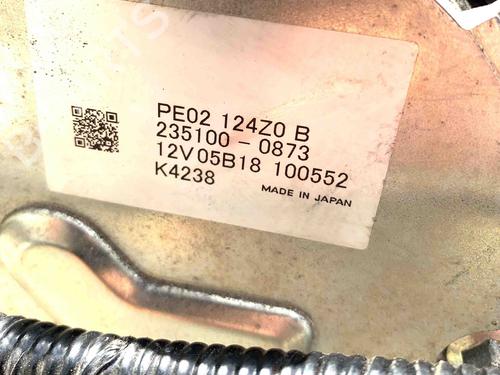 PE02 124Z0 B
235100-0873
12V05B18 100552
K4238
MADE IN JAPAN